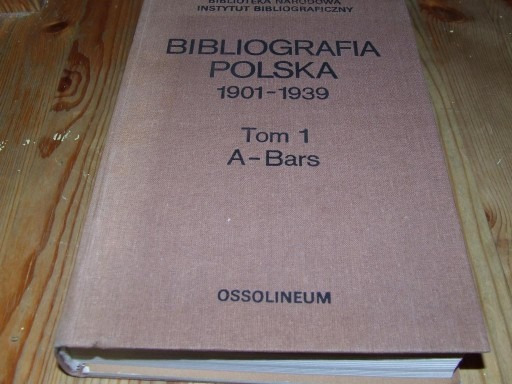 BIBLIOTEKA NARODOWA
INSTYTUT BIBLIOGRAFICZNY
BIBLIOGRAFIA
POLSKA
1901-1939
Tom 1
A-Bars
OSSOLINEUM